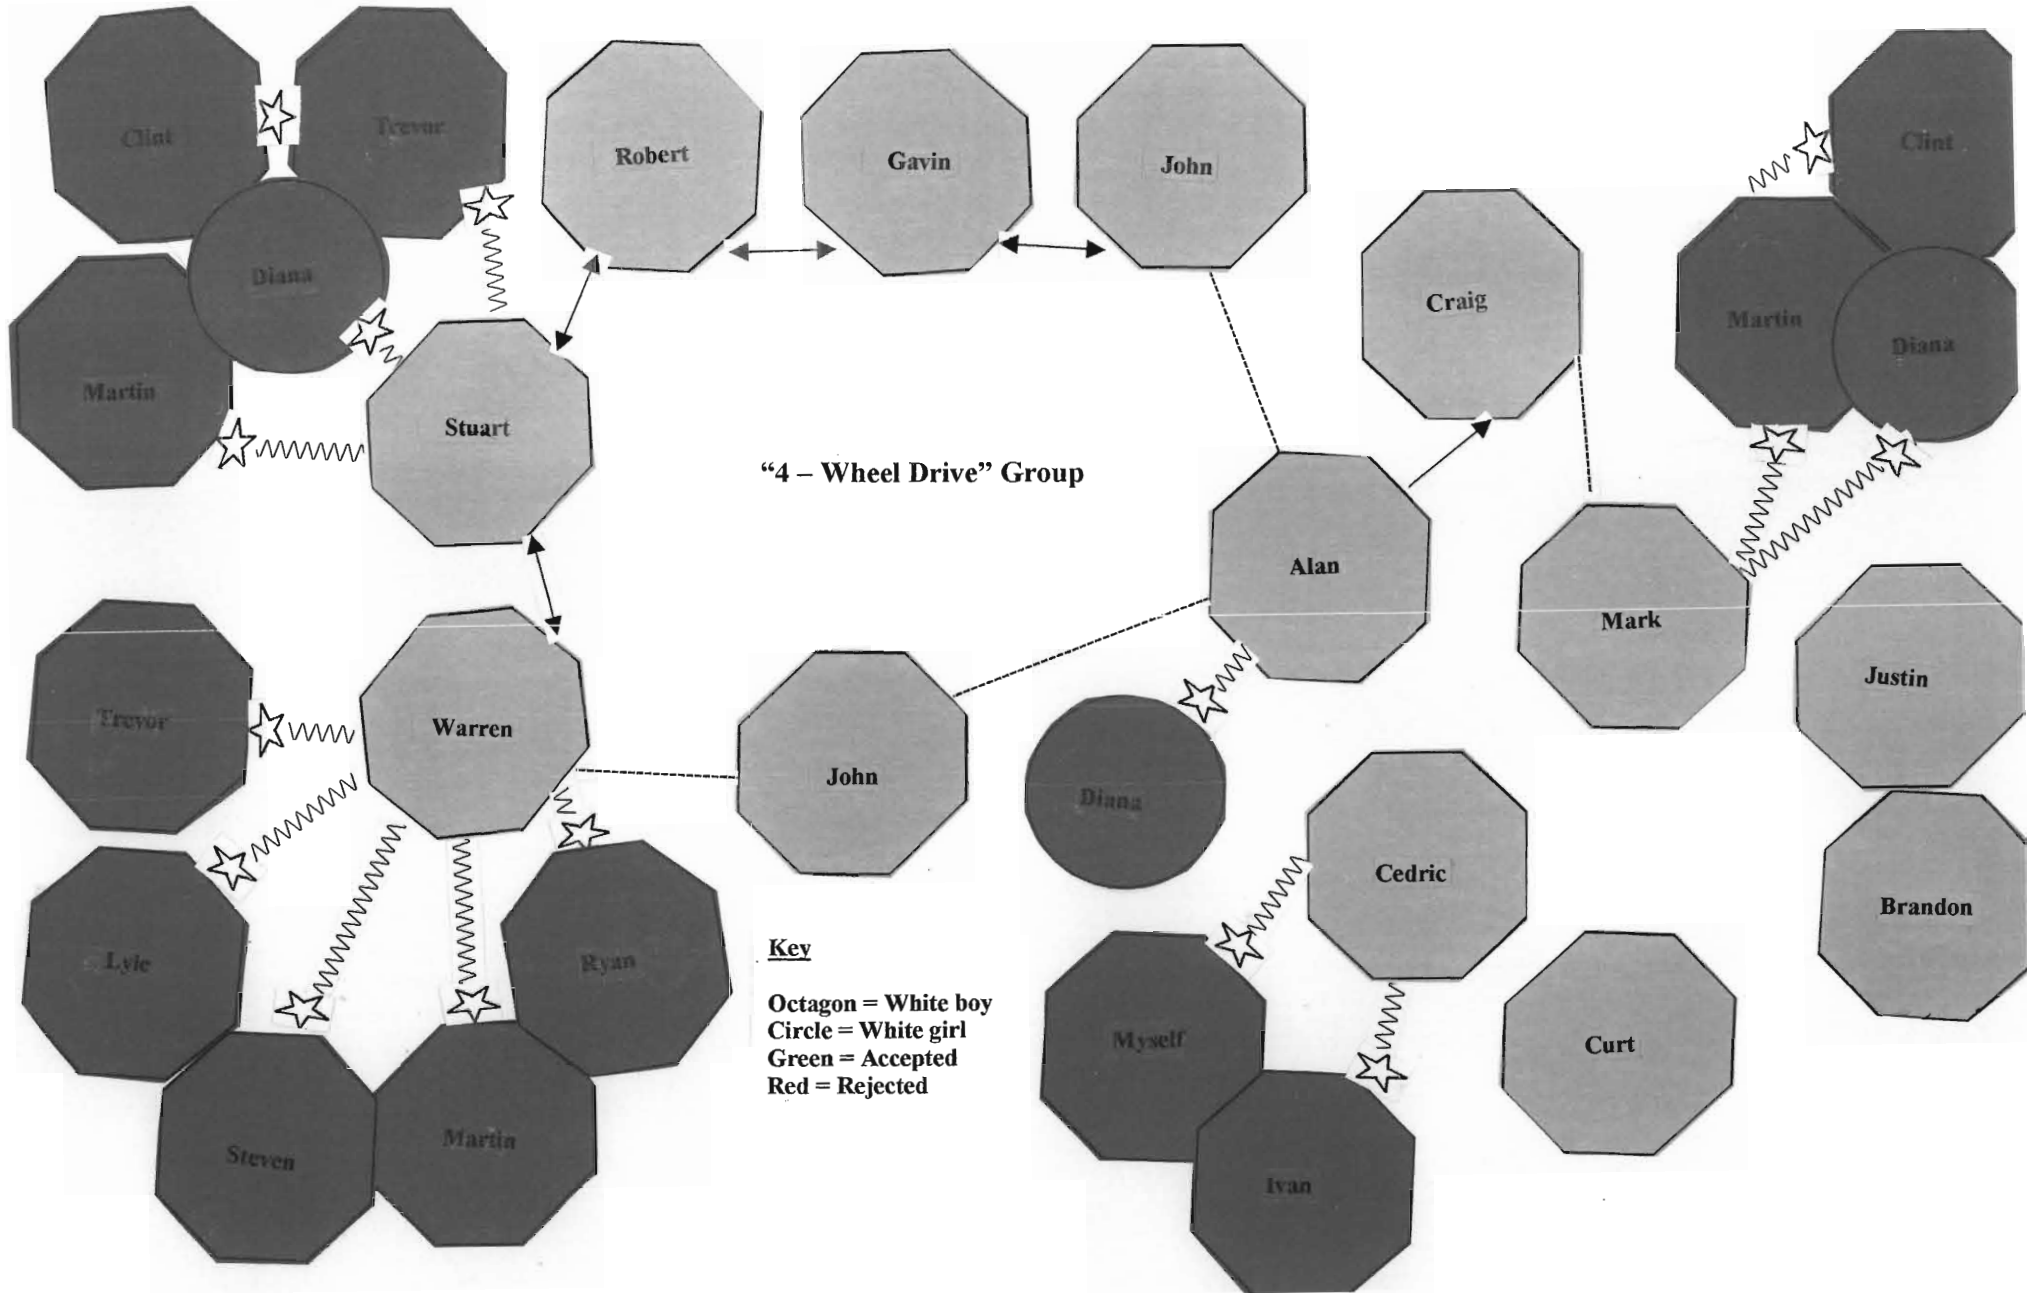 Clint
Trevor
Robert
Gavin
John
Clint
Diana
Craig
Martin
Diana
Martin
Stuart
“4 – Wheel Drive” Group
Alan
Mark
Justin
Trevor
Warren
John
Diana
Cedric
Brandon
Lyle
Ryan
Key
Octagon = White boy
Circle = White girl
Green = Accepted
Red = Rejected
Myself
Curt
Steven
Martin
Ivan